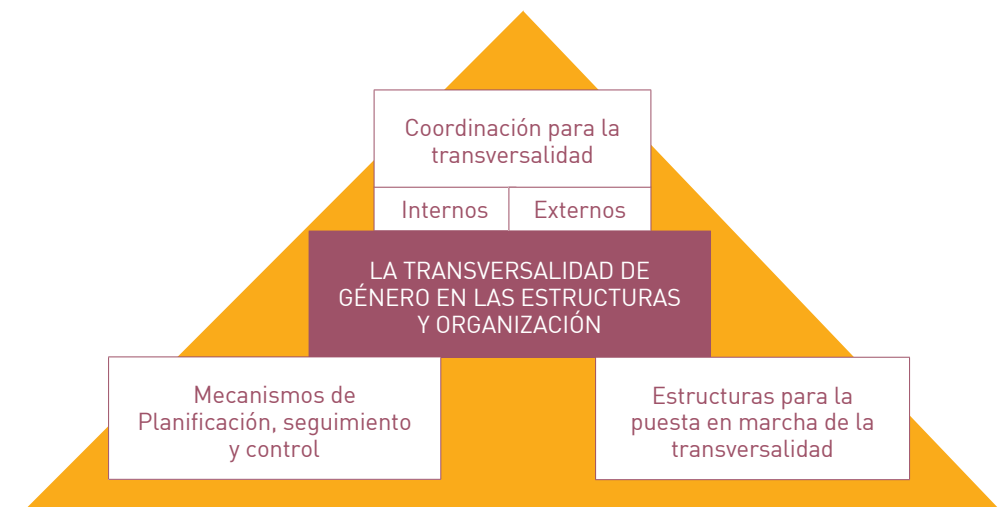 Coordinación para la
transversalidad
Internos
Externos
LA TRANSVERSALIDAD DE
GÉNERO EN LAS ESTRUCTURAS
Y ORGANIZACIÓN
Mecanismos de
Planificación, seguimiento
y control
Estructuras para la
puesta en marcha de la
transversalidad